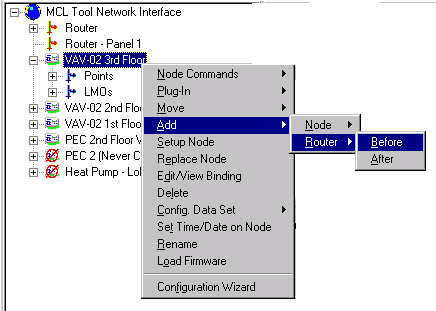 MCL Tool Network Interface
Router
Router - Panel 1
VAV-02 3rd Floor
Points
LMOs
VAV-02 2nd Floo
VAV-02 1st Floo
PEC 2nd Floor V
PEC 2 (Never C
Heat Pump - Lob
Node Commands
Plug-In
Move
Add
Setup Node
Replace Node
Edit/View Binding
Delete
Config. Data Set
Set Time/Date on Node
Rename
Load Firmware
Configuration Wizard
Node
Router
Before
After